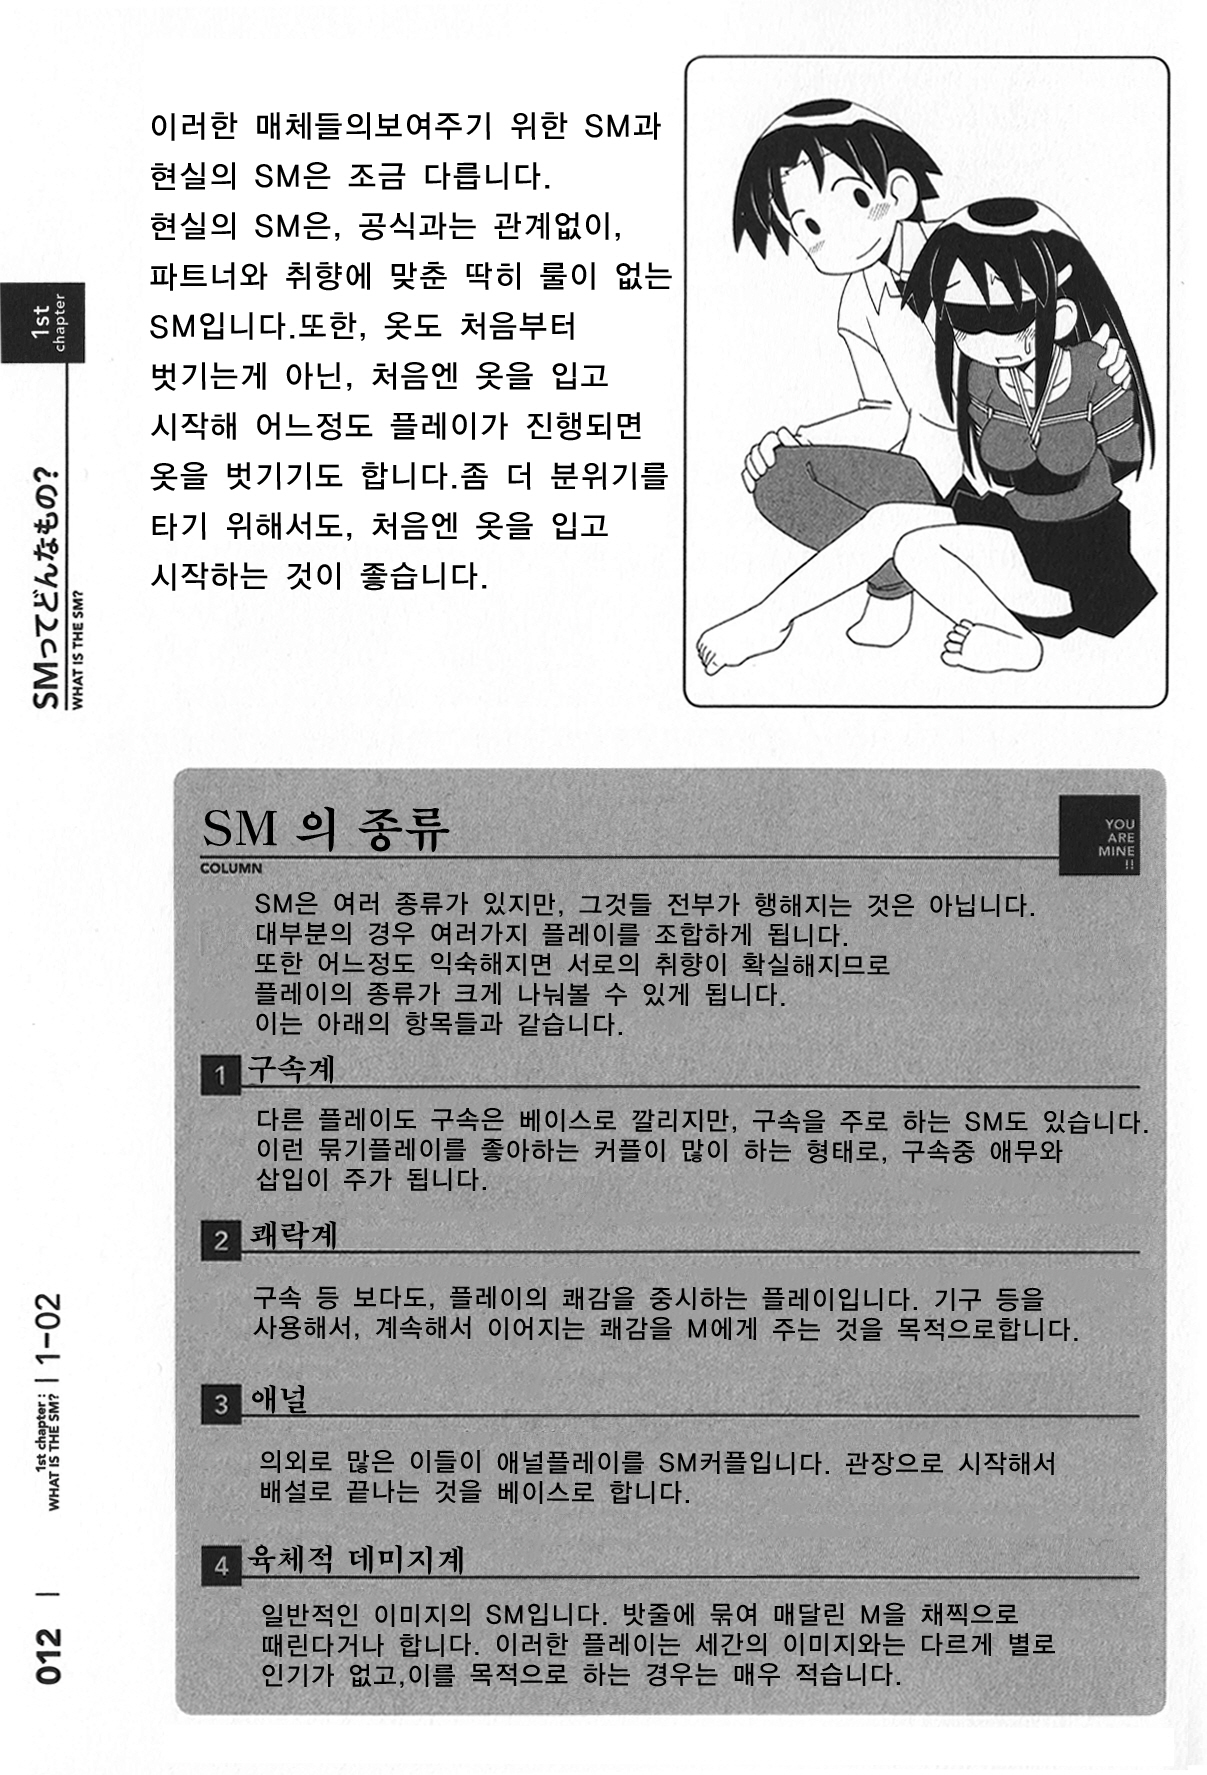 이러한 매체들의보여주기 위한 SM과
현실의 SM은 조금 다릅니다.
현실의 SM은, 공식과는 관계없이,
파트너와 취향에 맞춘 딱히 룰이 없는
SM입니다.또한, 옷도 처음부터
벗기는게 아닌, 처음엔 옷을 입고
시작해 어느정도 플레이가 진행되면
옷을 벗기기도 합니다.좀 더 분위기를
타기 위해서도, 처음엔 옷을 입고
시작하는 것이 좋습니다.
1st
chapter
SMってどんなもの?
WHAT IS THE SM?
SM 의 종류
COLUMN
YOU
ARE
MINE
!!
SM은 여러 종류가 있지만, 그것들 전부가 행해지는 것은 아닙니다.
대부분의 경우 여러가지 플레이를 조합하게 됩니다.
또한 어느정도 익숙해지면 서로의 취향이 확실해지므로
플레이의 종류가 크게 나눠볼 수 있게 됩니다.
이는 아래의 항목들과 같습니다.
1 구속계
다른 플레이도 구속은 베이스로 깔리지만, 구속을 주로 하는 SM도 있습니다.
이런 묶기플레이를 좋아하는 커플이 많이 하는 형태로, 구속중 애무와
삽입이 주가 됩니다.
2 쾌락계
구속 등 보다도, 플레이의 쾌감을 중시하는 플레이입니다. 기구 등을
사용해서, 계속해서 이어지는 쾌감을 M에게 주는 것을 목적으로합니다.
3 애널
의외로 많은 이들이 애널플레이를 SM커플입니다. 관장으로 시작해서
배설로 끝나는 것을 베이스로 합니다.
4 육체적 데미지계
일반적인 이미지의 SM입니다. 밧줄에 묶여 매달린 M을 채찍으로
때린다거나 합니다. 이러한 플레이는 세간의 이미지와는 다르게 별로
인기가 없고,이를 목적으로 하는 경우는 매우 적습니다.
1st chapter :
WHAT IS THE SM?
| 1-02
012 |